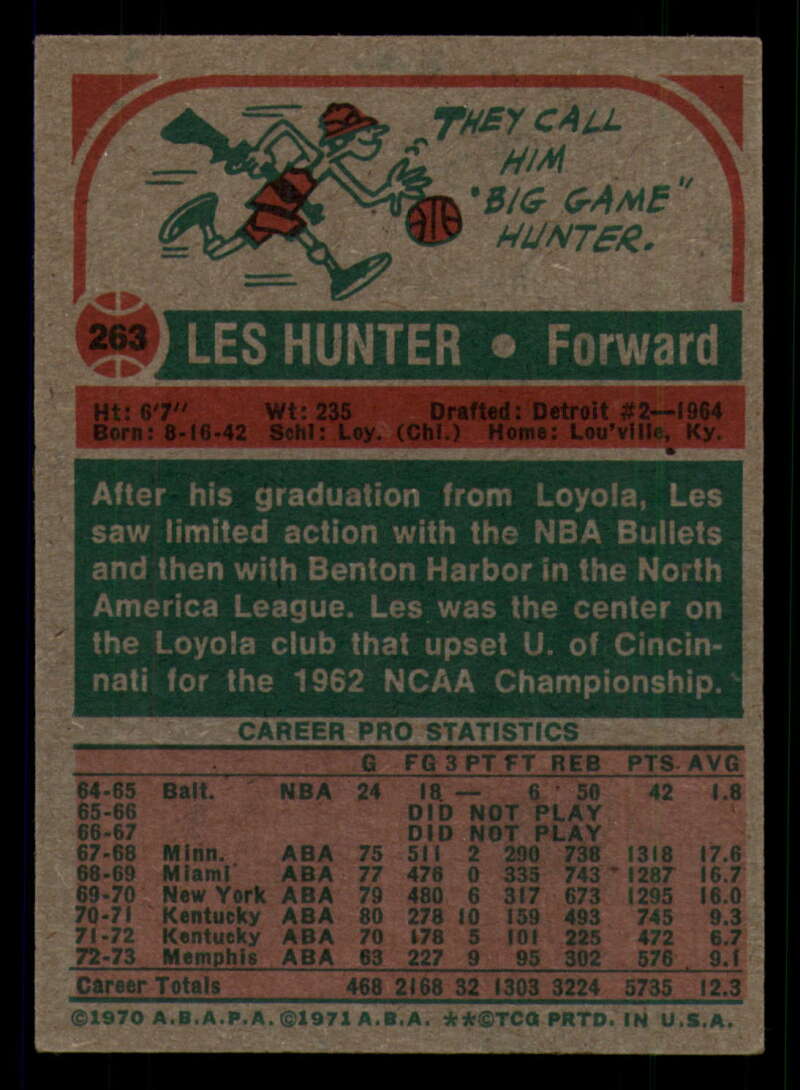 THEY CALL
HIM
"BIG GAME"
HUNTER.
263 LES HUNTER • Forward
Ht: 6'7" Wt: 235 Drafted: Detroit #2—1964
Born: 8-16-42 Schl: Loy. (Chi.) Home: Lou'ville, Ky.
After his graduation from Loyola, Les
saw limited action with the NBA Bullets
and then with Benton Harbor in the North
America League. Les was the center on
the Loyola club that upset U. of Cincin-
nati for the 1962 NCAA Championship.
CAREER PRO STATISTICS
G FG 3 PT FT REB PTS. AVG
64-65 Balt. NBA 24 18 — 6 50 42 1.8
65-66 DID NOT PLAY
66-67 DID NOT PLAY
67-68 Minn. ABA 75 511 2 290 738 1318 17.6
68-69 Miami ABA 77 476 0 335 743 1287 16.7
69-70 New York ABA 79 480 6 317 673 1295 16.0
70-71 Kentucky ABA 80 278 10 159 493 745 9.3
71-72 Kentucky ABA 70 178 5 101 225 472 6.7
72-73 Memphis ABA 63 227 9 95 302 576 9.1
Career Totals 468 2168 32 1303 3224 5735 12.3
©1970 A.B.A.P.A. ©1971 A.B.A. **©TCG PRTD. IN U.S.A.